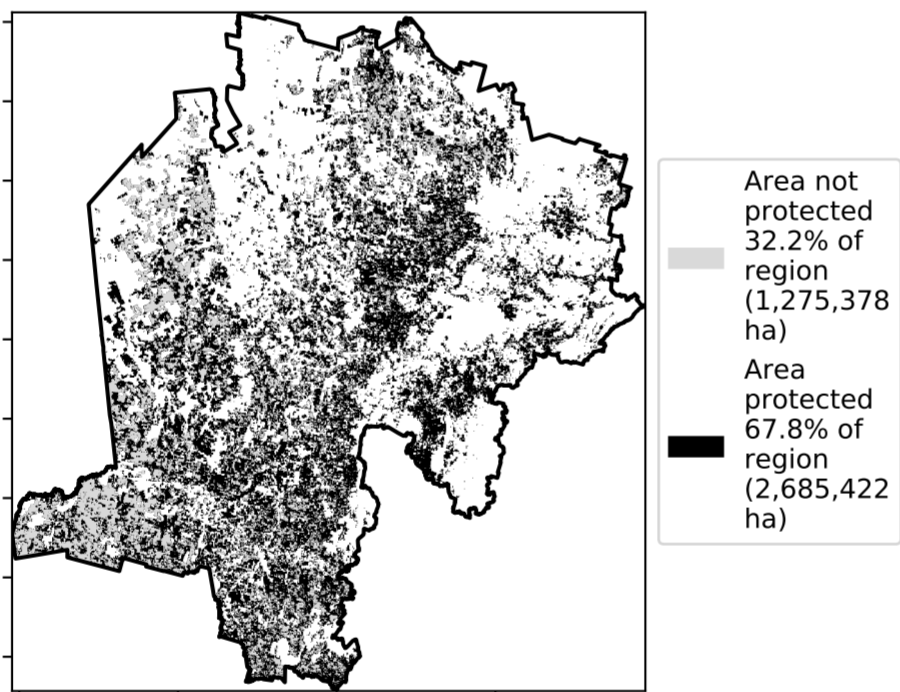 Area not
protected
32.2% of
region
(1,275,378
ha)
Area
protected
67.8% of
region
(2,685,422
ha)